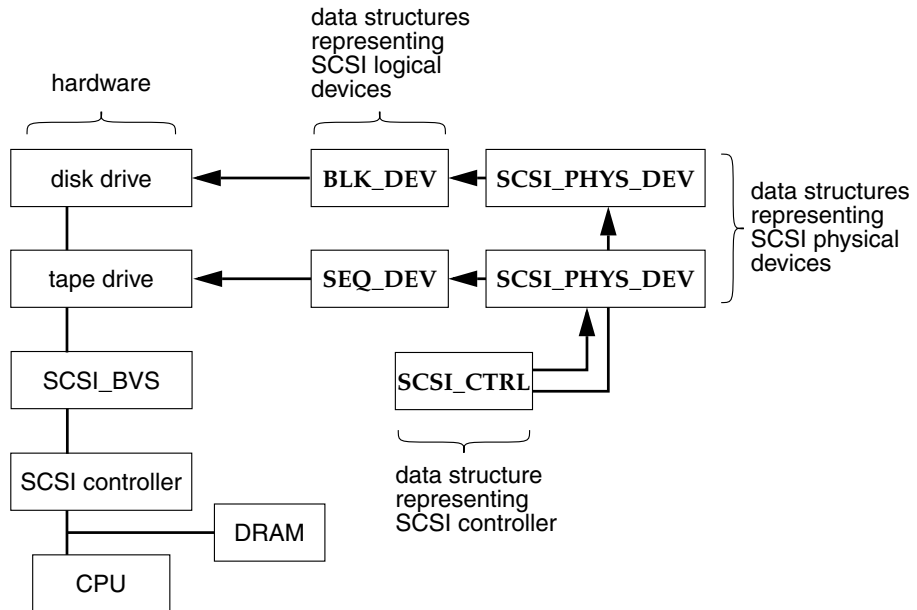 data structures
representing
SCSI logical
devices
hardware
disk drive
BLK_DEV
SCSI_PHYS_DEV
data structures
representing
SCSI physical
devices
tape drive
SEQ_DEV
SCSI_PHYS_DEV
SCSI_BVS
SCSI_CTRL
SCSI controller
data structure
representing
SCSI controller
DRAM
CPU